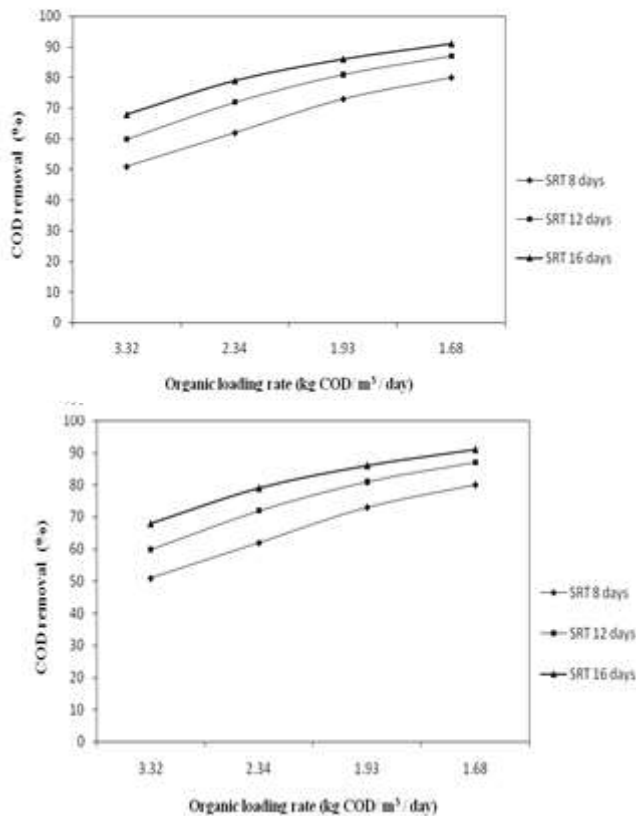 100
90
80
70
60
50
40
30
20
10
0
COD removal (%)
3.32 2.34 1.93 1.68
Organic loading rate (kg COD/ m³ / day)
SRT 8 days
SRT 12 days
SRT 16 days
100
90
80
70
60
50
40
30
20
10
0
COD removal (%)
3.32 2.34 1.93 1.68
Organic loading rate (kg COD/ m³ / day)
SRT 8 days
SRT 12 days
SRT 16 days